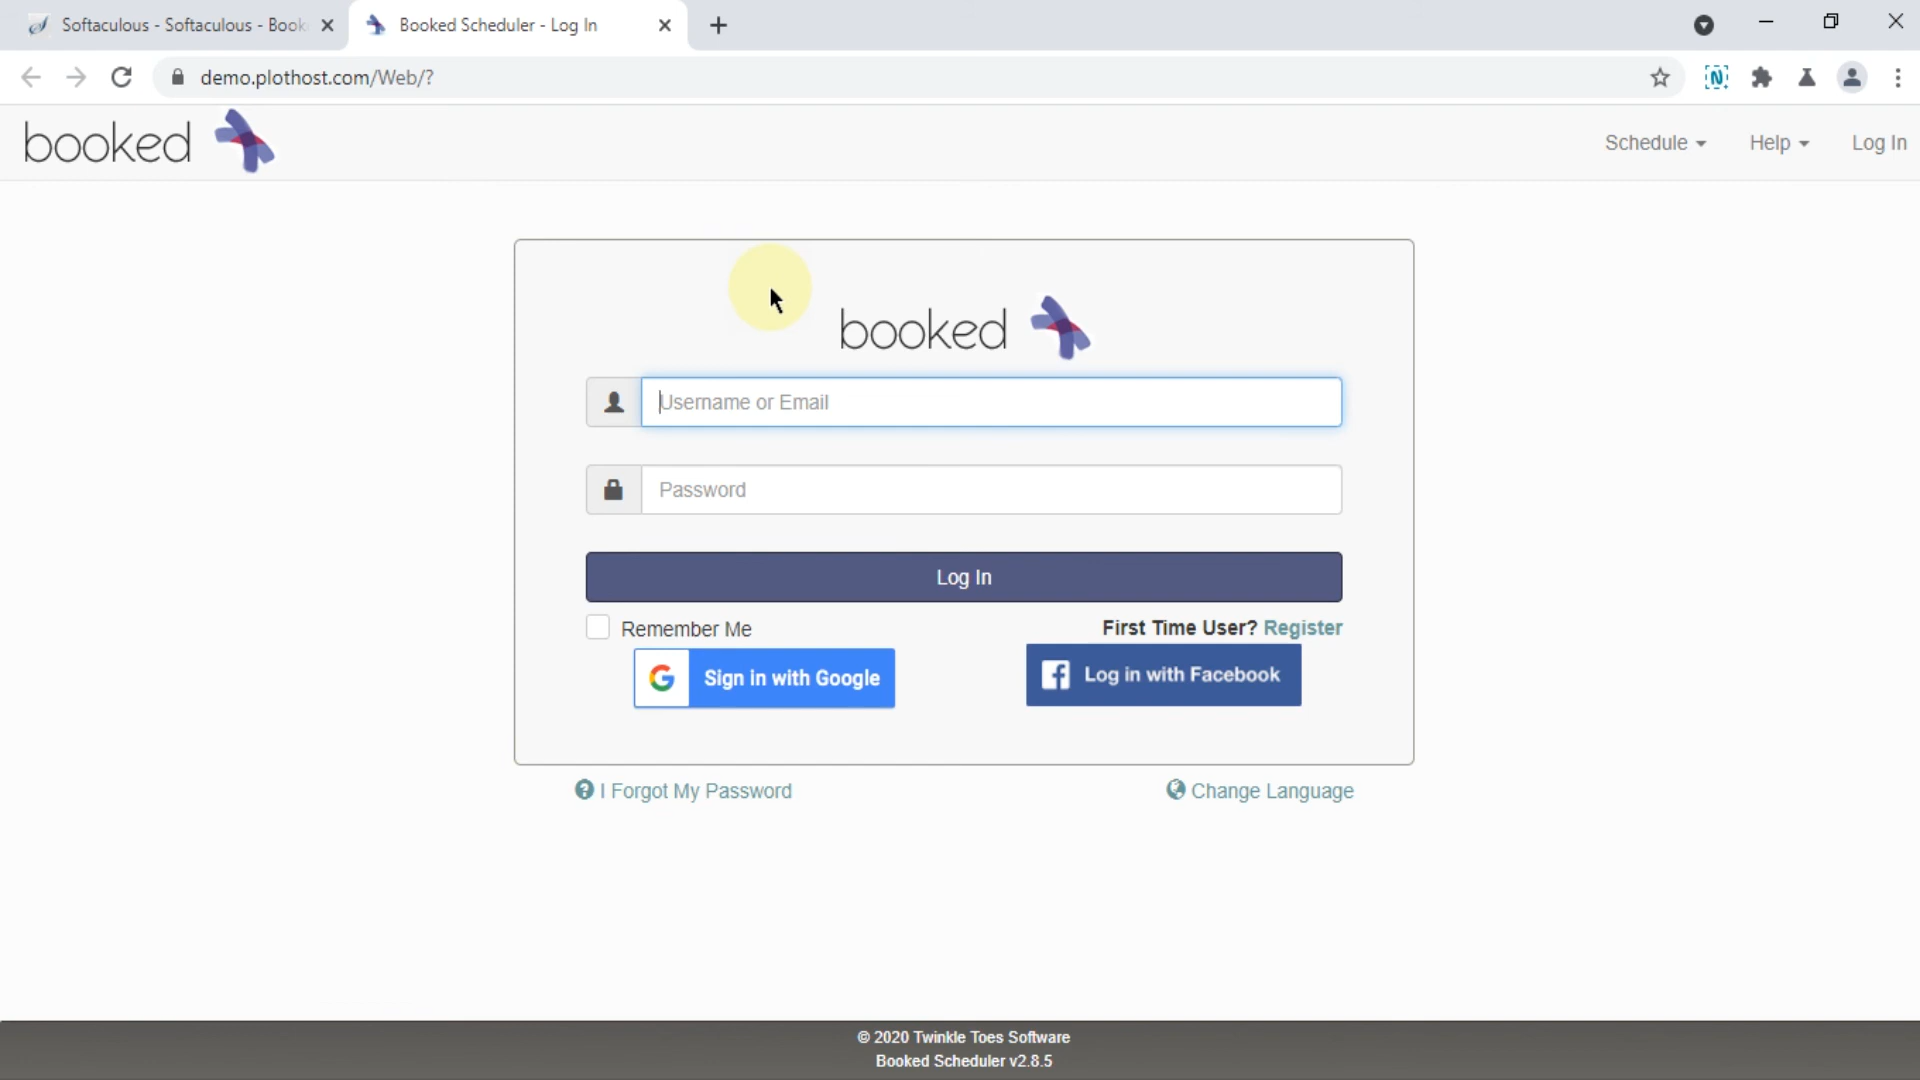 Softaculous - Softaculous - Book
Booked Scheduler - Log In
demo.plothost.com/Web/?
booked
Schedule
Help
Log In
booked
Username or Email
Password
Log In
Remember Me
First Time User? Register
Sign in with Google
Log in with Facebook
I Forgot My Password
Change Language
© 2020 Twinkle Toes Software
Booked Scheduler v2.8.5